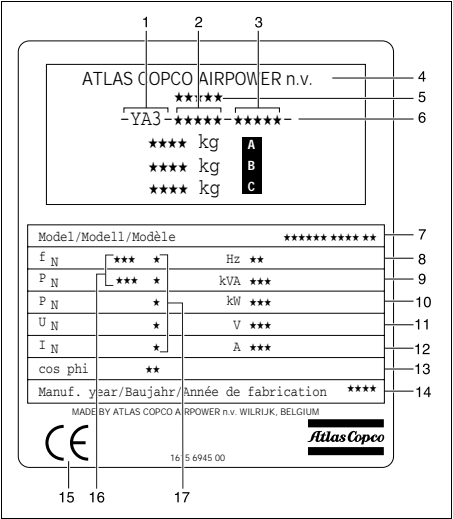 1 2 3
ATLAS COPCO AIRPOWER n.v. 4
★★★★★ 5
-YA3-★★★★★-★★★★★- 6
★★★★ kg A
★★★★ kg B
★★★★ kg C
Model/Modell/Modèle ★★★★★★ ★★★★ ★★ 7
f N ★★★ ★ Hz ★★ 8
P N ★★★ ★ kVA ★★★ 9
P N ★ kW ★★★ 10
U N ★ V ★★★ 11
I N ★ A ★★★ 12
cos phi ★★ 13
Manuf. year/Baujahr/Année de fabrication ★★★★ 14
MADE BY ATLAS COPCO AIRPOWER n.v. WILRIJK, BELGIUM
CE Atlas Copco
1615 6945 00
15 16 17